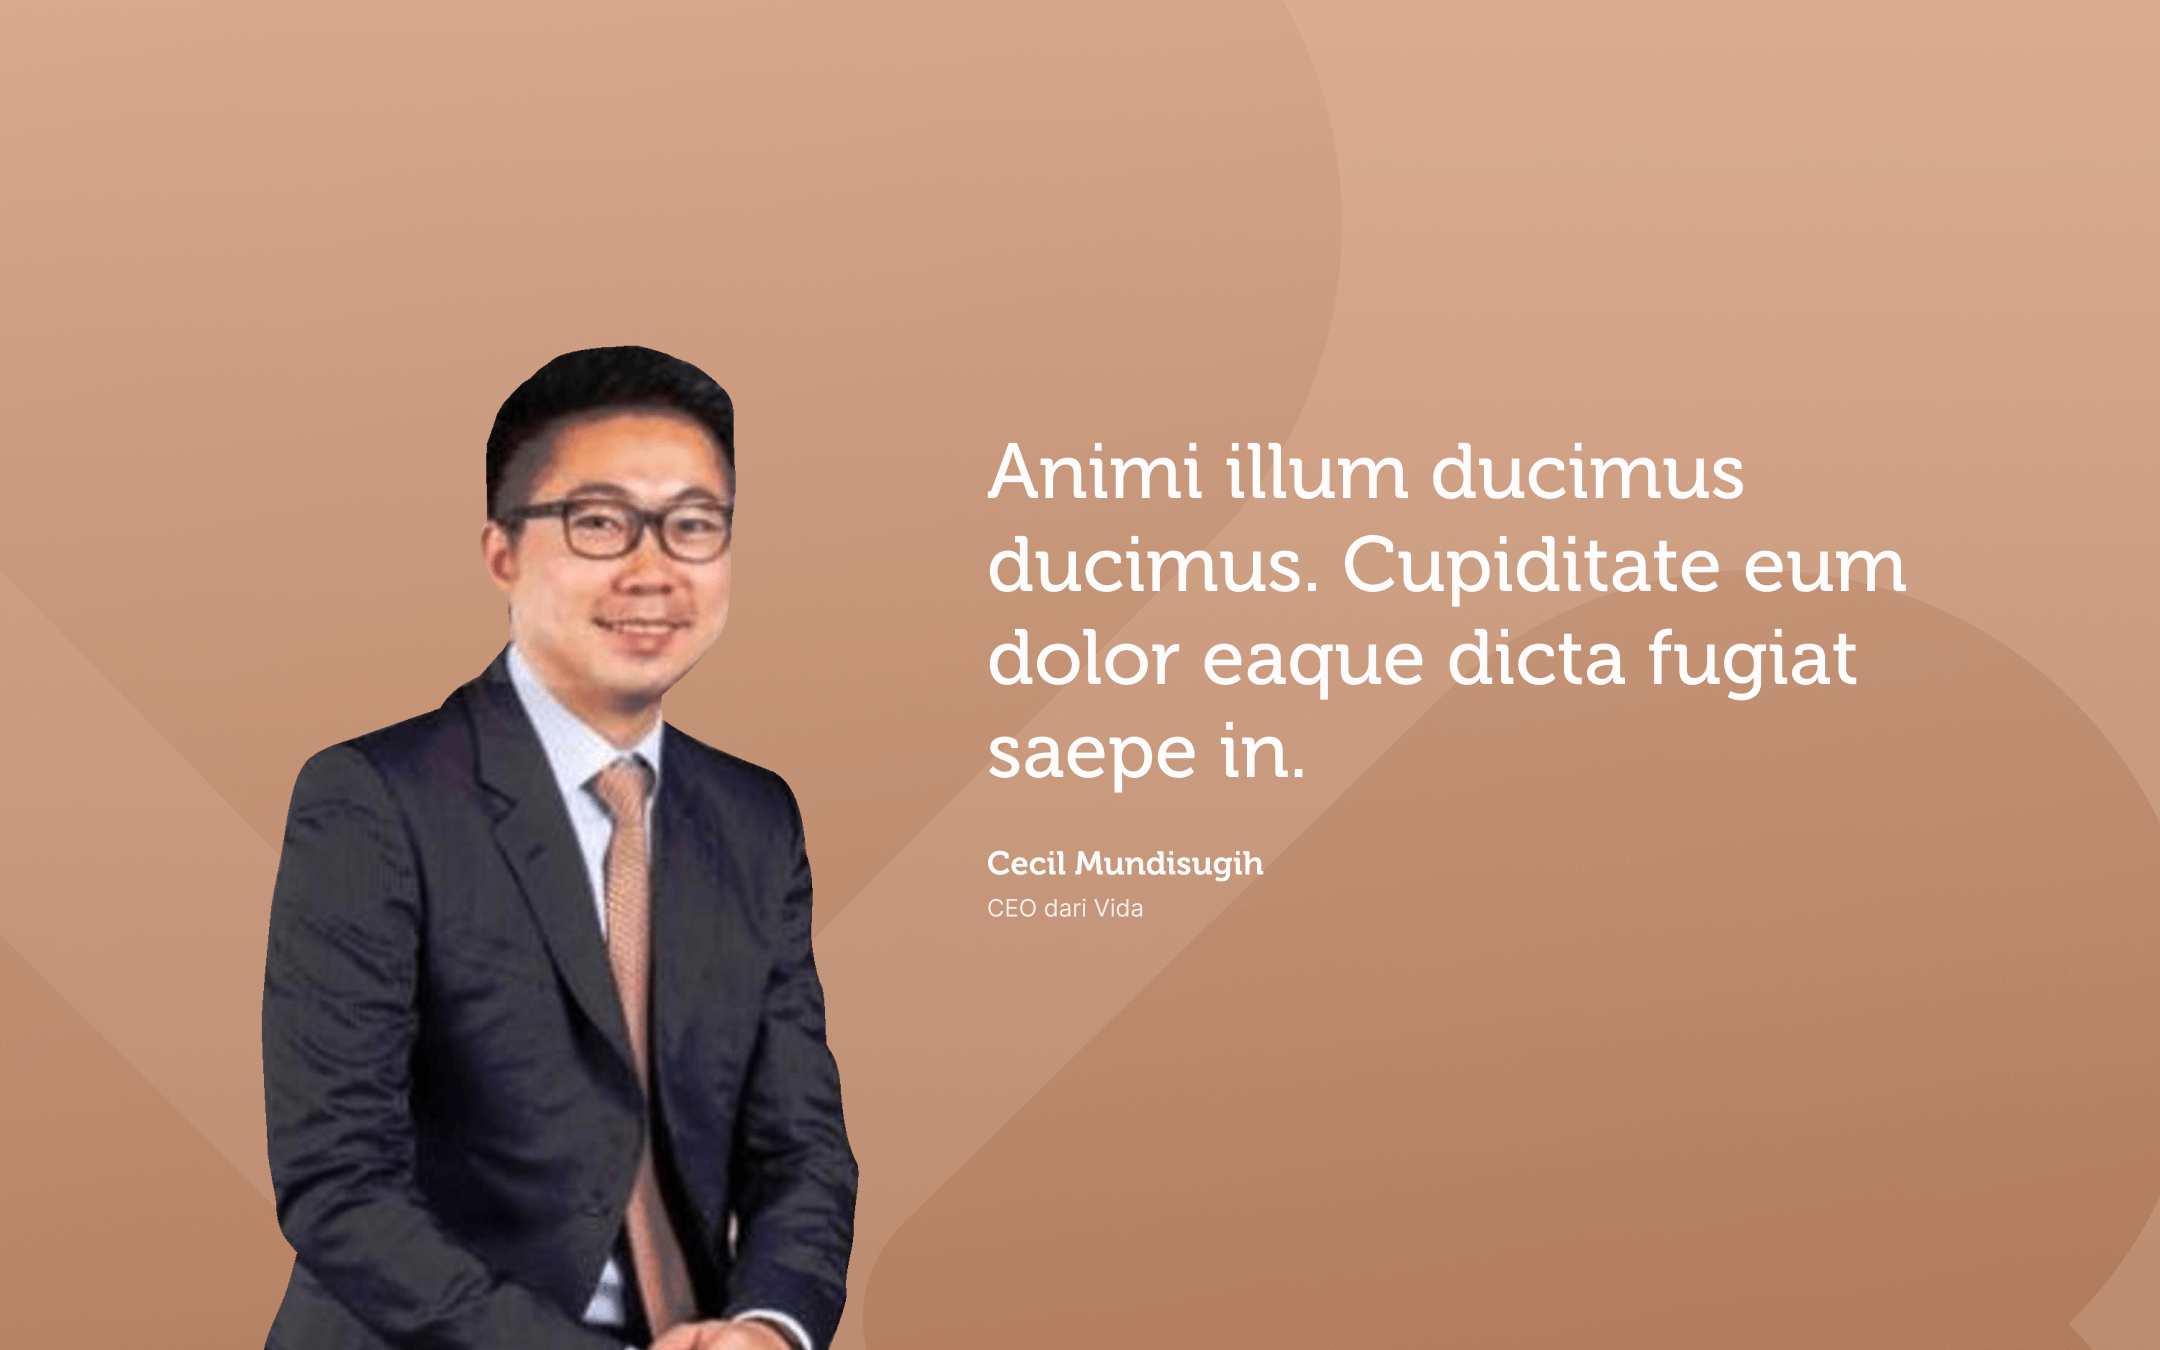 Animi illum ducimus
ducimus. Cupiditate eum
dolor eaque dicta fugiat
saepe in.
Cecil Mundisugih
CEO dari Vida